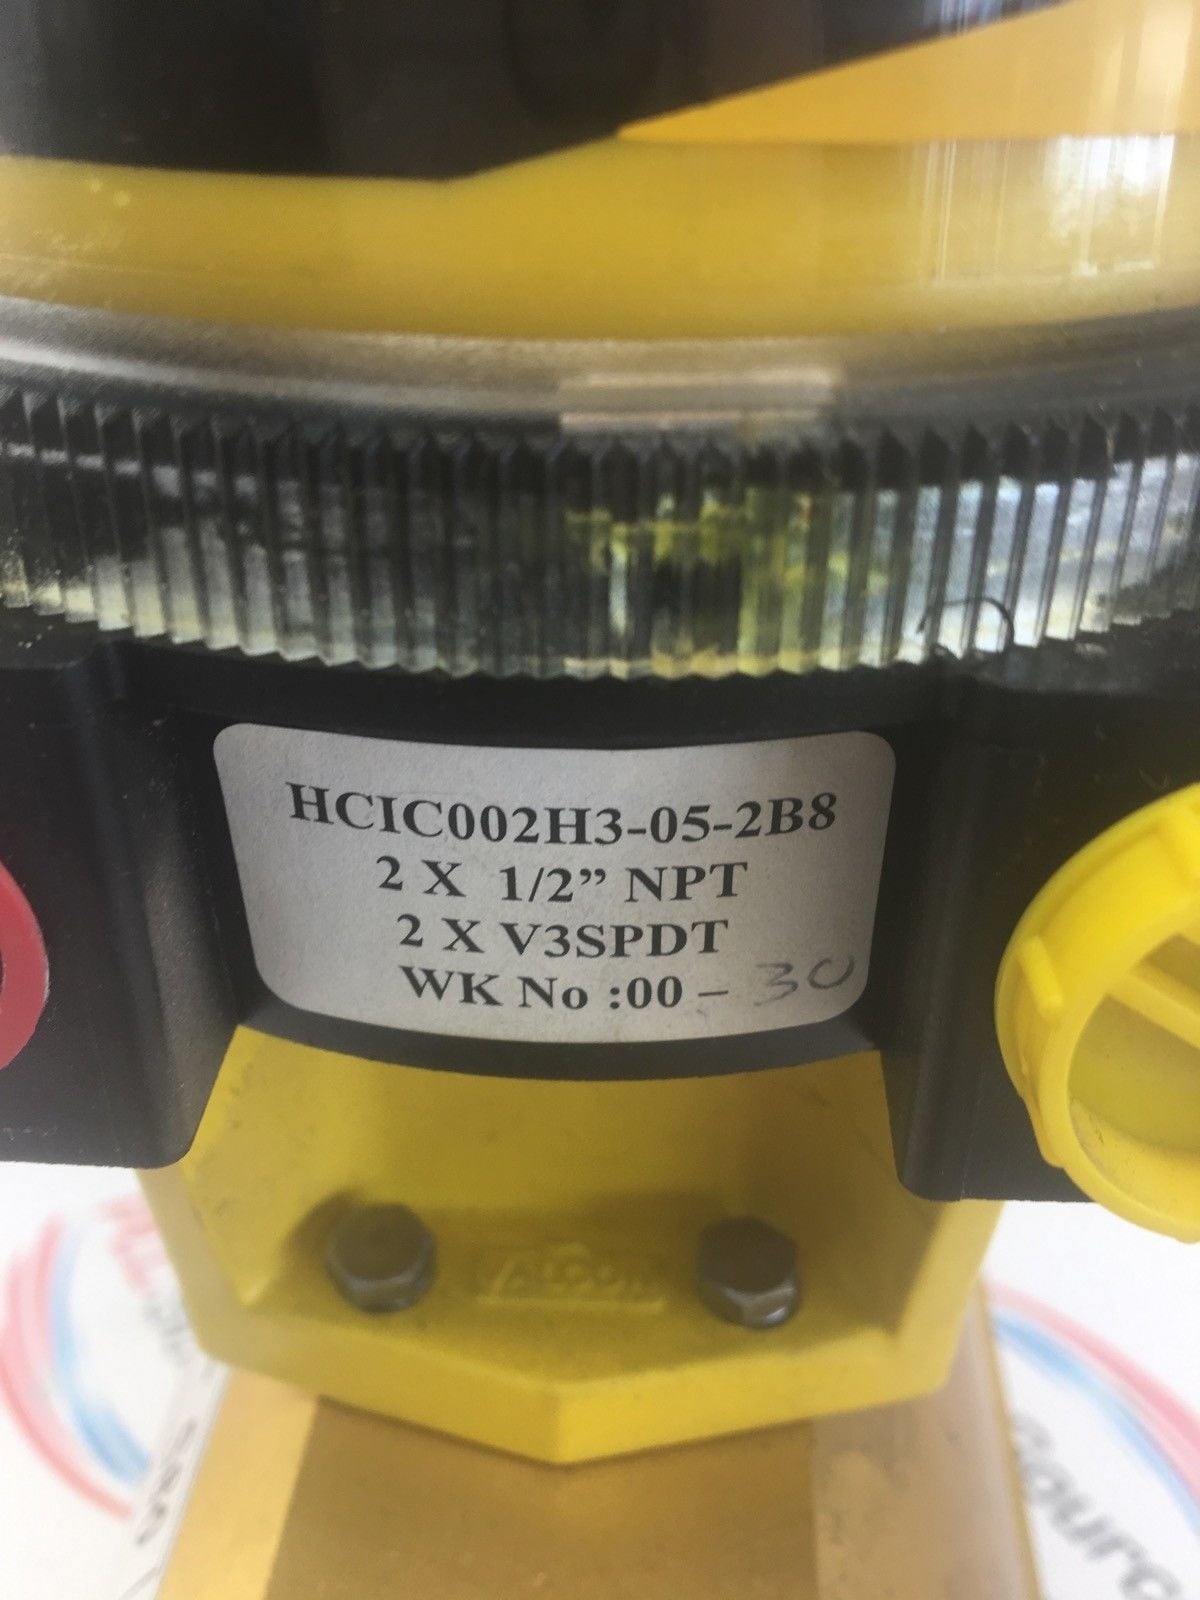 HCIC002H3-05-2B8
2 X 1/2” NPT
2 X V3SPDT
WK No :00 – 30